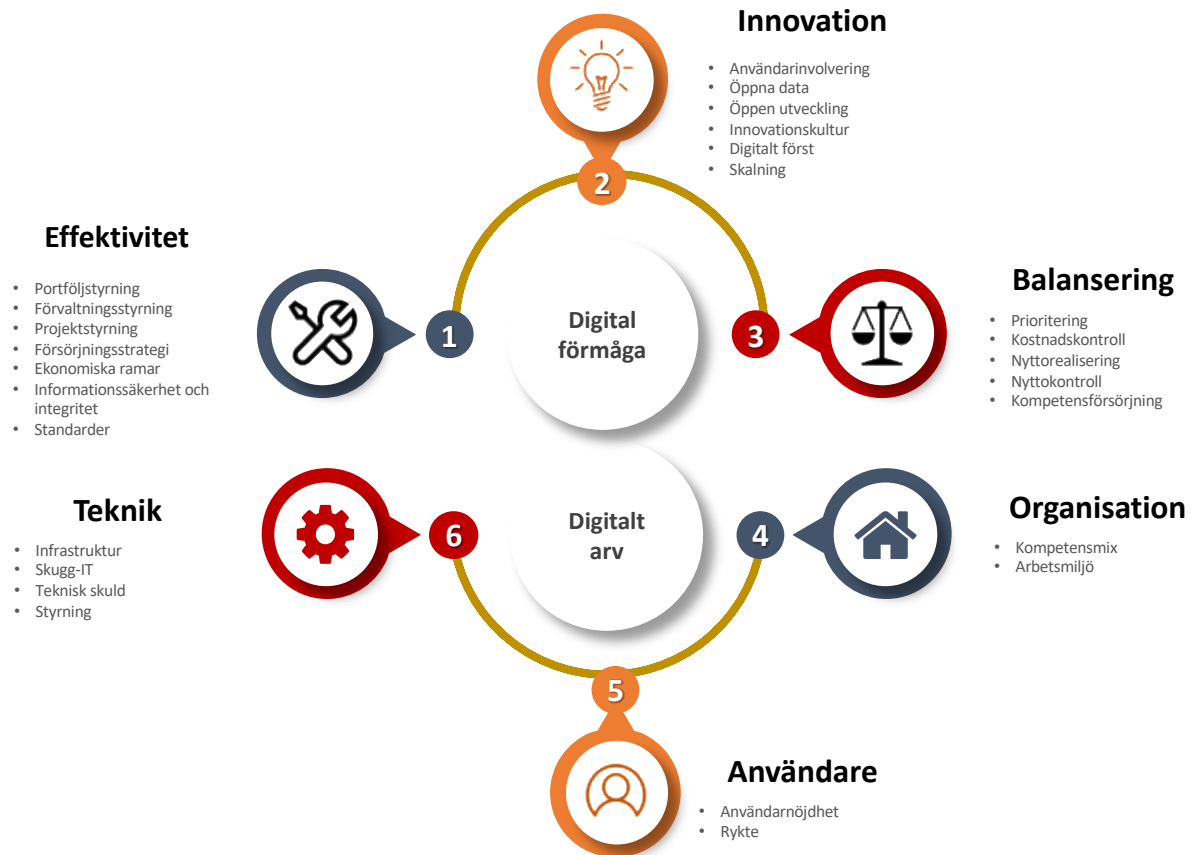 Innovation
• Användarinvolvering
• Öppna data
• Öppen utveckling
• Innovationskultur
• Digitalt först
• Skalning
2
Effektivitet
• Portföljstyrning
• Förvaltningsstyrning
• Projektstyrning
• Försörjningsstrategi
• Ekonomiska ramar
• Informationssäkerhet och
integritet
• Standarder
1
Digital
förmåga
3
Balansering
• Prioritering
• Kostnadskontroll
• Nyttorealisering
• Nyttokontroll
• Kompetensförsörjning
Teknik
• Infrastruktur
• Skugg-IT
• Teknisk skuld
• Styrning
6
Digitalt
arv
4
Organisation
• Kompetensmix
• Arbetsmiljö
5
Användare
• Användarnöjdhet
• Rykte